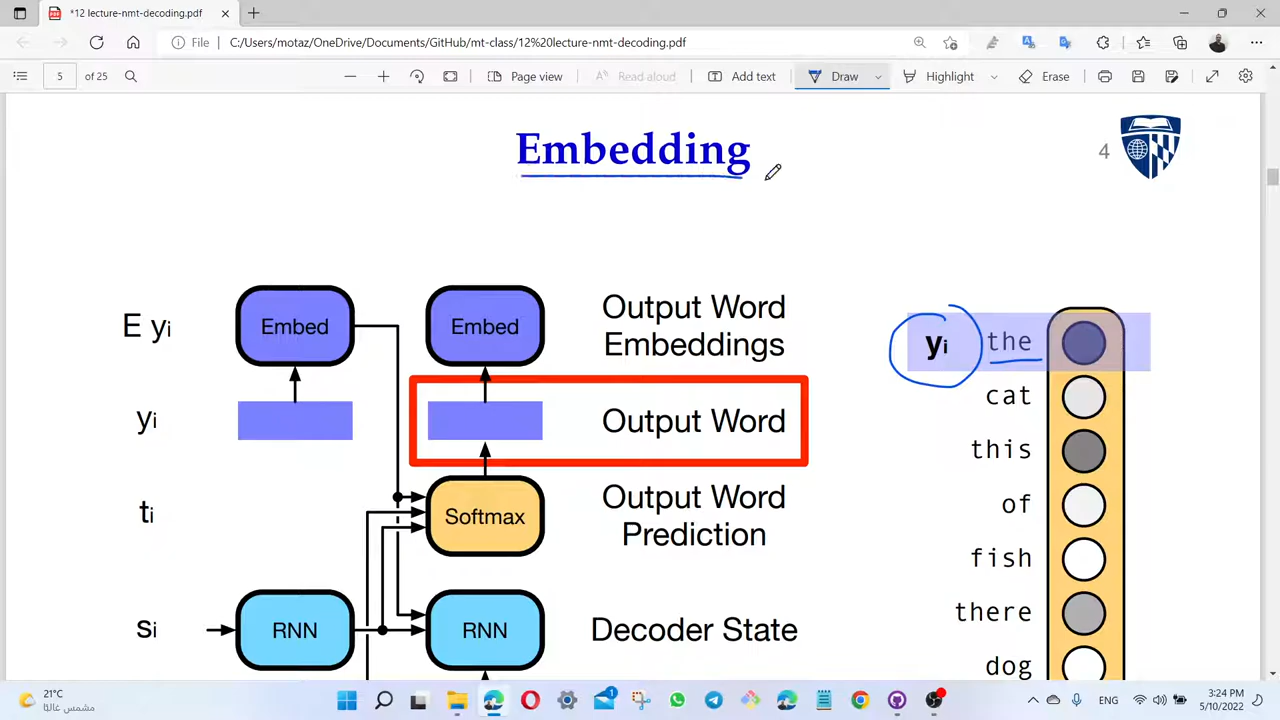 *12 lecture-nmt-decoding.pdf
File
C:/Users/motaz/OneDrive/Documents/GitHub/mt-class/12%20lecture-nmt-decoding.pdf
5 of 25
Page view
Read aloud
Add text
Draw
Highlight
Erase
Embedding
4
E yi
Embed
Embed
Output Word
Embeddings
yi
Output Word
ti
Softmax
Output Word
Prediction
si
RNN
RNN
Decoder State
yi the
cat
this
of
fish
there
dog
21°C
مشمس غالبًا
1
ENG
3:24 PM
5/10/2022